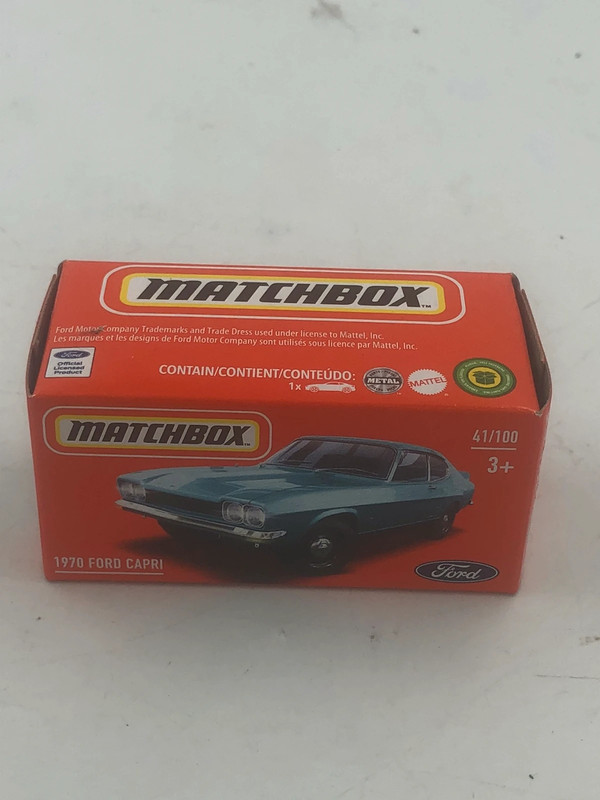 MATCHBOX™
Ford Motor Company Trademarks and Trade Dress used under license to Mattel, Inc.
Les marques et les designs de Ford Motor Company sont utilisés sous licence par Mattel, Inc.
Ford
Official
Licensed
Product
CONTAIN/CONTIENT/CONTEÚDO:
1x
METAL
MATTEL
MATCHBOX
41/100
3+
1970 FORD CAPRI
Ford